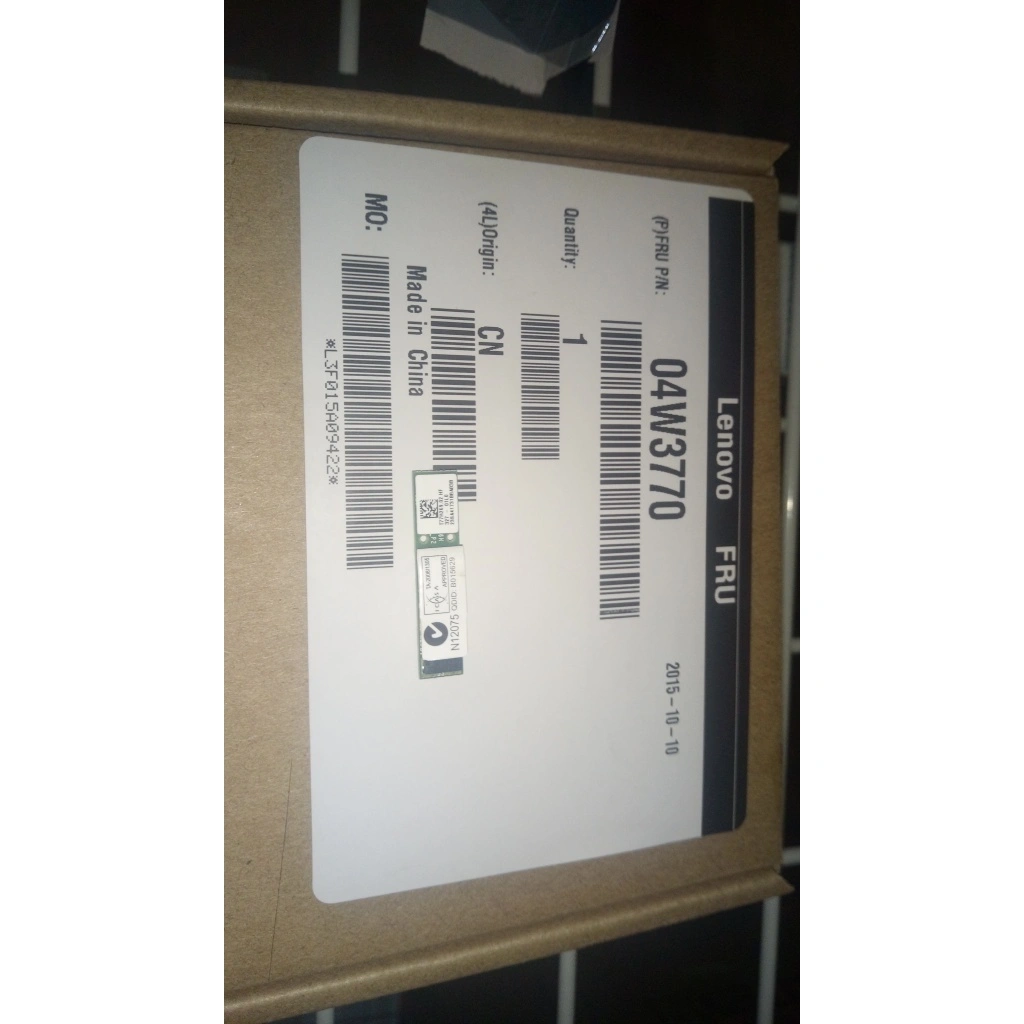 Lenovo FRU
(P)FRU P/N: 04W3770 2015-10-10
Quantity: 1
(4L)Origin: CN
Made in China
MO:
*L3F015A09422*
N12075